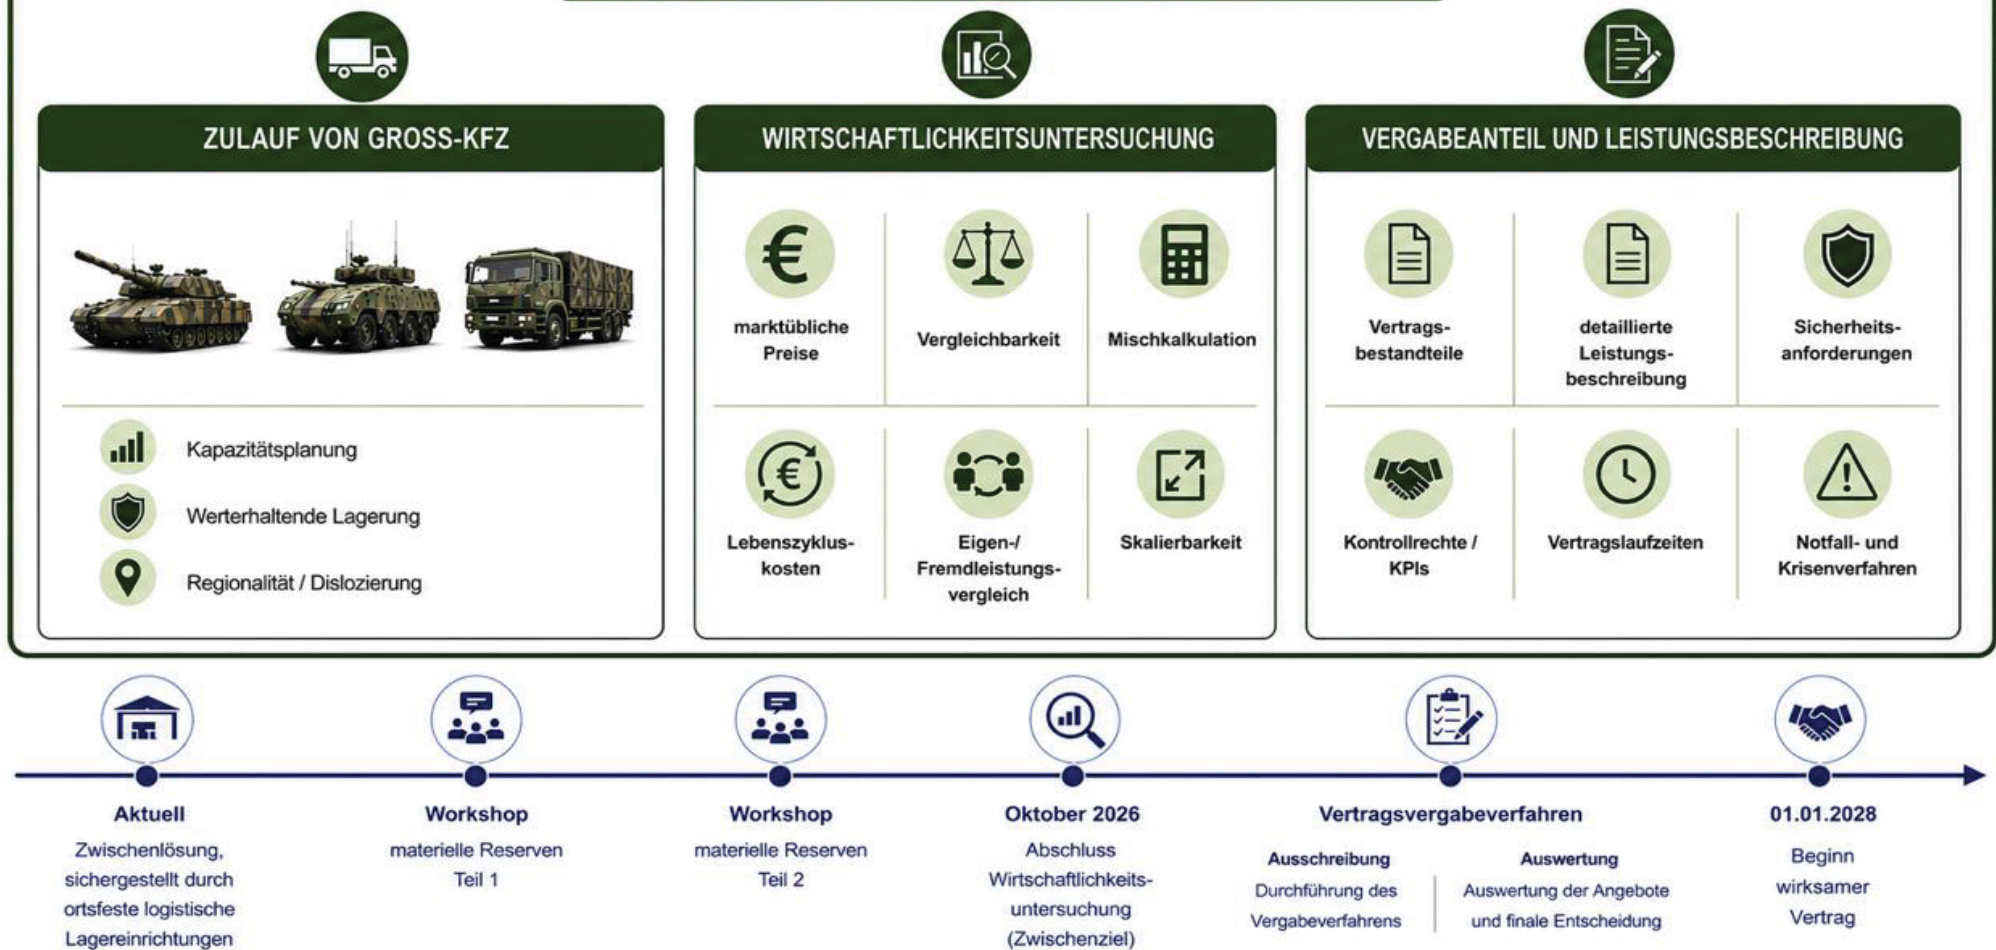 ZULAUF VON GROSS-KFZ
Kapazitätsplanung
Werterhaltende Lagerung
Regionalität / Dislozierung
WIRTSCHAFTLICHKEITSUNTERSUCHUNG
marktübliche
Preise
Vergleichbarkeit
Mischkalkulation
Lebenszyklus-
kosten
Eigen-/
Fremdleistungs-
vergleich
Skalierbarkeit
VERGABEANTEIL UND LEISTUNGSBESCHREIBUNG
Vertrags-
bestandteile
detaillierte
Leistungs-
beschreibung
Sicherheits-
anforderungen
Kontrollrechte /
KPIs
Vertragslaufzeiten
Notfall- und
Krisenverfahren
Aktuell
Zwischenlösung,
sichergestellt durch
ortsfeste logistische
Lagereinrichtungen
Workshop
materielle Reserven
Teil 1
Workshop
materielle Reserven
Teil 2
Oktober 2026
Abschluss
Wirtschaftlichkeits-
untersuchung
(Zwischenziel)
Vertragsvergabeverfahren
Ausschreibung
Durchführung des
Vergabeverfahrens
Auswertung
Auswertung der Angebote
und finale Entscheidung
01.01.2028
Beginn
wirksamer
Vertrag